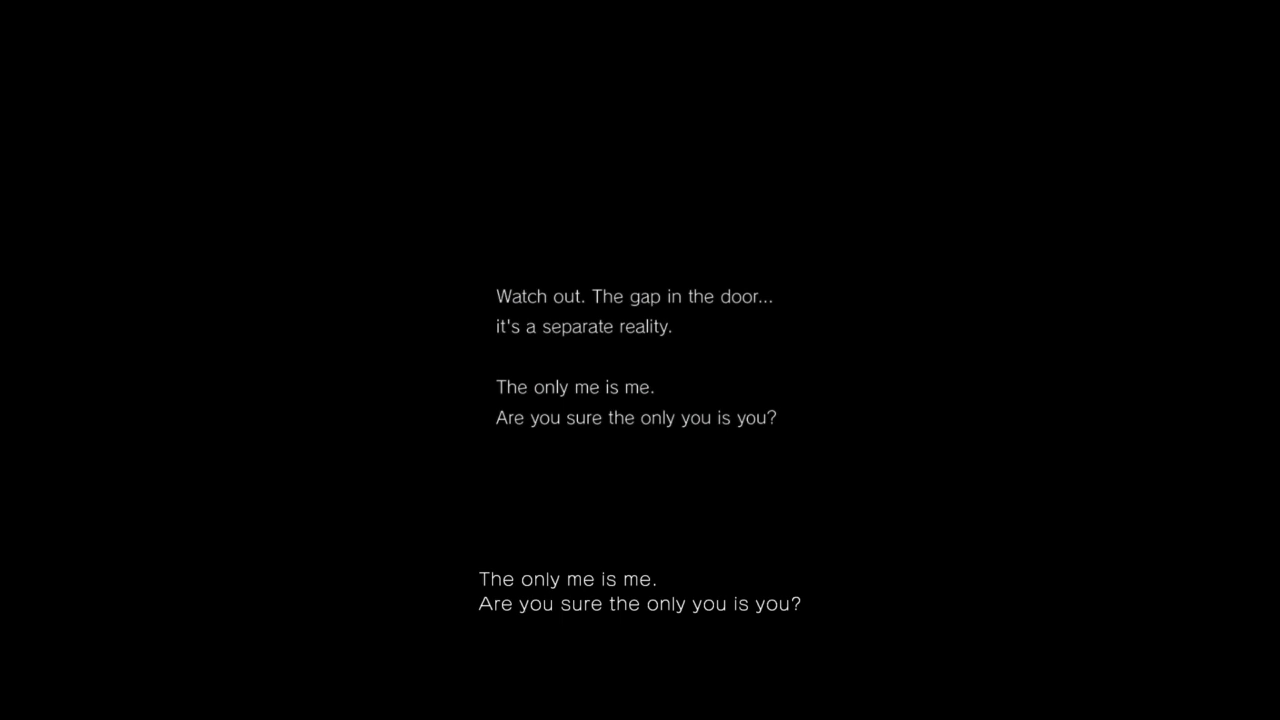 Watch out. The gap in the door...
it's a separate reality.
The only me is me.
Are you sure the only you is you?
The only me is me.
Are you sure the only you is you?